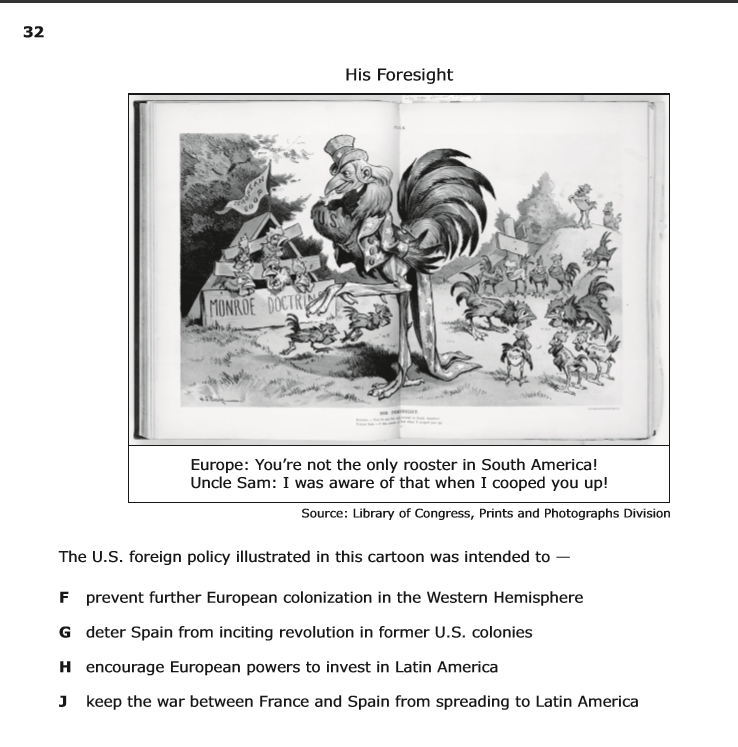 32
His Foresight
EUROPEAN
COOP
MONROE DOCTRINE
HIS FORESIGHT.
Europe: You're not the only rooster in South America!
Uncle Sam: I was aware of that when I cooped you up!
Source: Library of Congress, Prints and Photographs Division
The U.S. foreign policy illustrated in this cartoon was intended to —
F prevent further European colonization in the Western Hemisphere
G deter Spain from inciting revolution in former U.S. colonies
H encourage European powers to invest in Latin America
J keep the war between France and Spain from spreading to Latin America